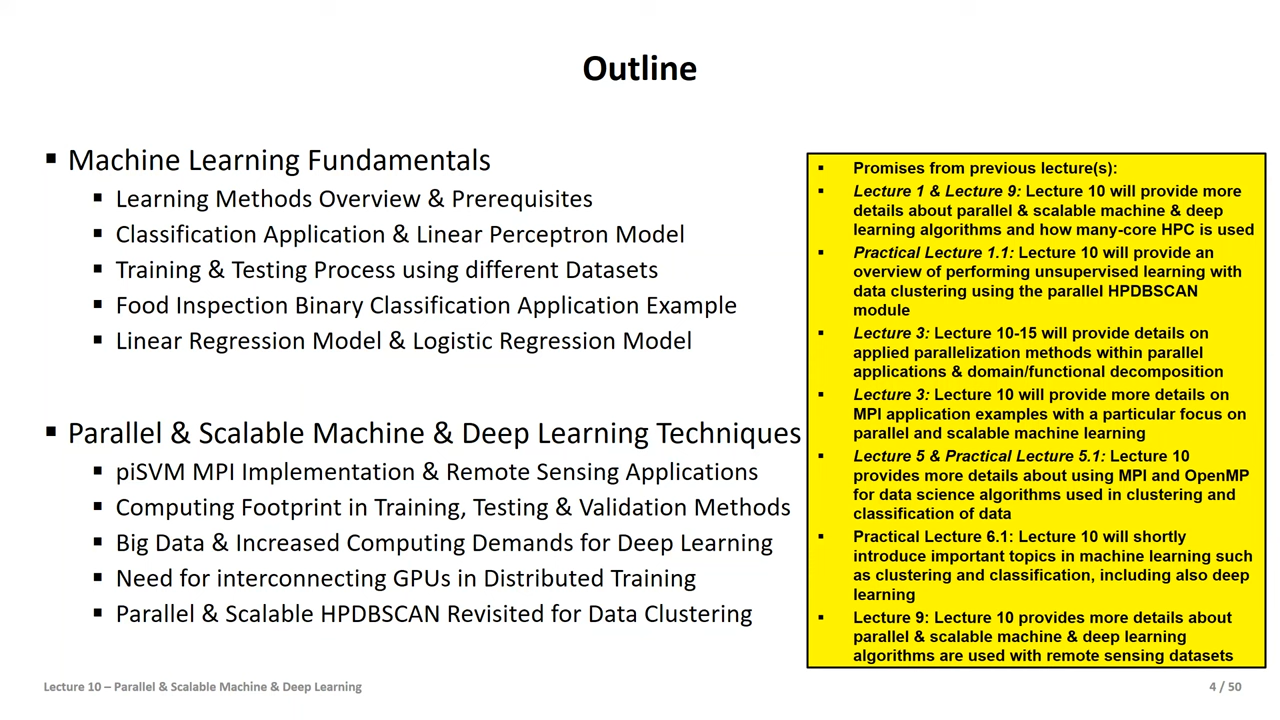 Outline
▪ Machine Learning Fundamentals
▪ Learning Methods Overview & Prerequisites
▪ Classification Application & Linear Perceptron Model
▪ Training & Testing Process using different Datasets
▪ Food Inspection Binary Classification Application Example
▪ Linear Regression Model & Logistic Regression Model
▪ Parallel & Scalable Machine & Deep Learning Techniques
▪ piSVM MPI Implementation & Remote Sensing Applications
▪ Computing Footprint in Training, Testing & Validation Methods
▪ Big Data & Increased Computing Demands for Deep Learning
▪ Need for interconnecting GPUs in Distributed Training
▪ Parallel & Scalable HPDBSCAN Revisited for Data Clustering
▪ Promises from previous lecture(s):
▪ Lecture 1 & Lecture 9: Lecture 10 will provide more
details about parallel & scalable machine & deep
learning algorithms and how many-core HPC is used
▪ Practical Lecture 1.1: Lecture 10 will provide an
overview of performing unsupervised learning with
data clustering using the parallel HPDBSCAN
module
▪ Lecture 3: Lecture 10-15 will provide details on
applied parallelization methods within parallel
applications & domain/functional decomposition
▪ Lecture 3: Lecture 10 will provide more details on
MPI application examples with a particular focus on
parallel and scalable machine learning
▪ Lecture 5 & Practical Lecture 5.1: Lecture 10
provides more details about using MPI and OpenMP
for data science algorithms used in clustering and
classification of data
▪ Practical Lecture 6.1: Lecture 10 will shortly
introduce important topics in machine learning such
as clustering and classification, including also deep
learning
▪ Lecture 9: Lecture 10 provides more details about
parallel & scalable machine & deep learning
algorithms are used with remote sensing datasets
Lecture 10 – Parallel & Scalable Machine & Deep Learning
4 / 50